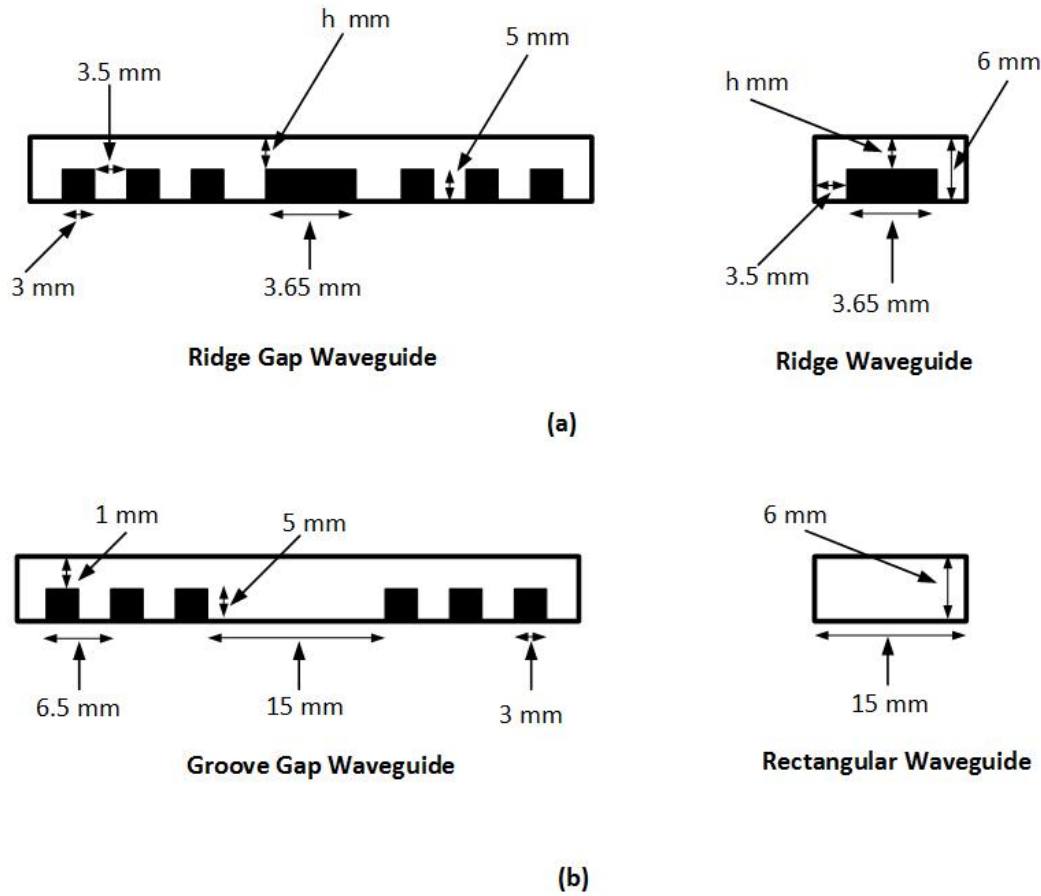 h mm
5 mm
3.5 mm
3 mm
3.65 mm
Ridge Gap Waveguide
h mm
6 mm
3.5 mm
3.65 mm
Ridge Waveguide
(a)
1 mm
5 mm
6.5 mm
15 mm
3 mm
Groove Gap Waveguide
6 mm
15 mm
Rectangular Waveguide
(b)